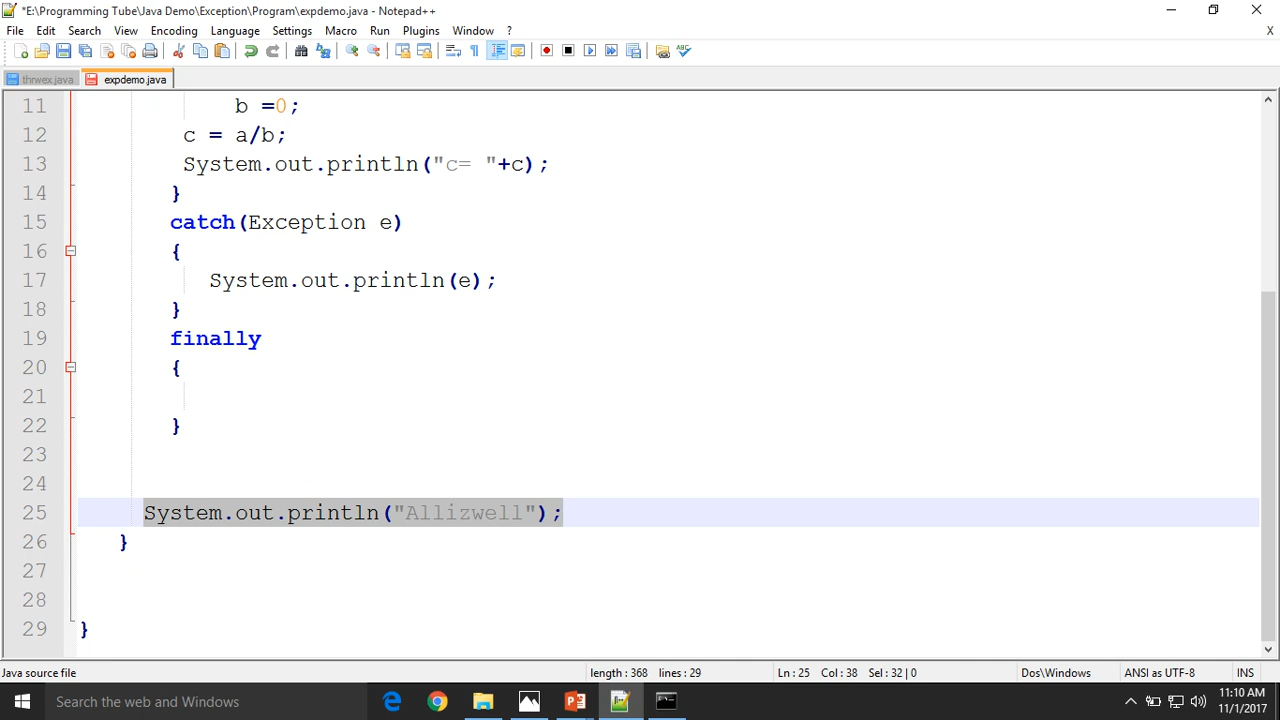 *E:\Programming Tube\Java Demo\Exception\Program\expdemo.java - Notepad++
File Edit Search View Encoding Language Settings Macro Run Plugins Window ? X
thrwex.java expdemo.java
11 b =0;
12 c = a/b;
13 System.out.println("c= "+c);
14 }
15 catch(Exception e)
16 {
17 System.out.println(e);
18 }
19 finally
20 {
21
22 }
23
24
25 System.out.println("Allizwell");
26 }
27
28
29 }
Java source file length : 368 lines : 29 Ln : 25 Col : 38 Sel : 32 | 0 Dos\Windows ANSI as UTF-8 INS
Search the web and Windows
11:10 AM
11/1/2017